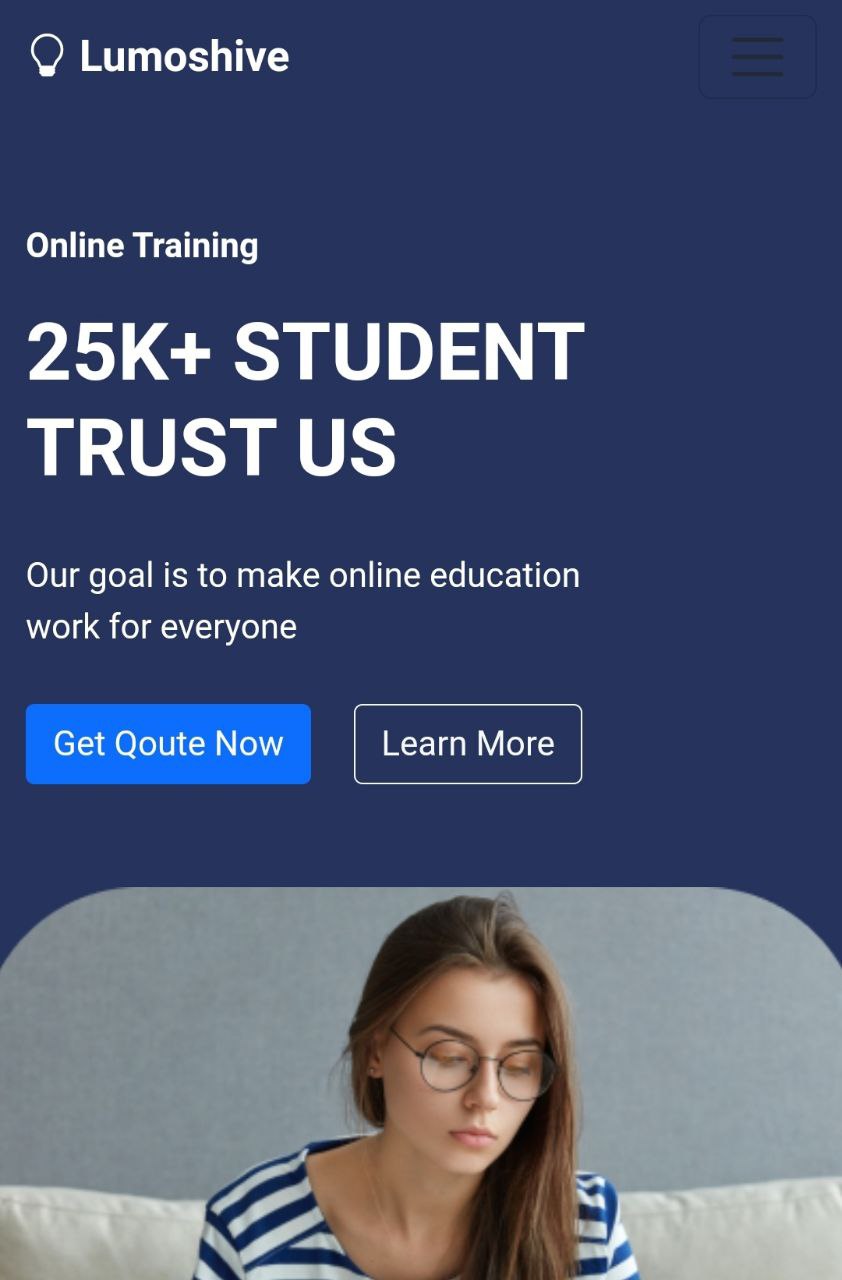 Lumoshive
Online Training
25K+ STUDENT
TRUST US
Our goal is to make online education
work for everyone
Get Qoute Now
Learn More